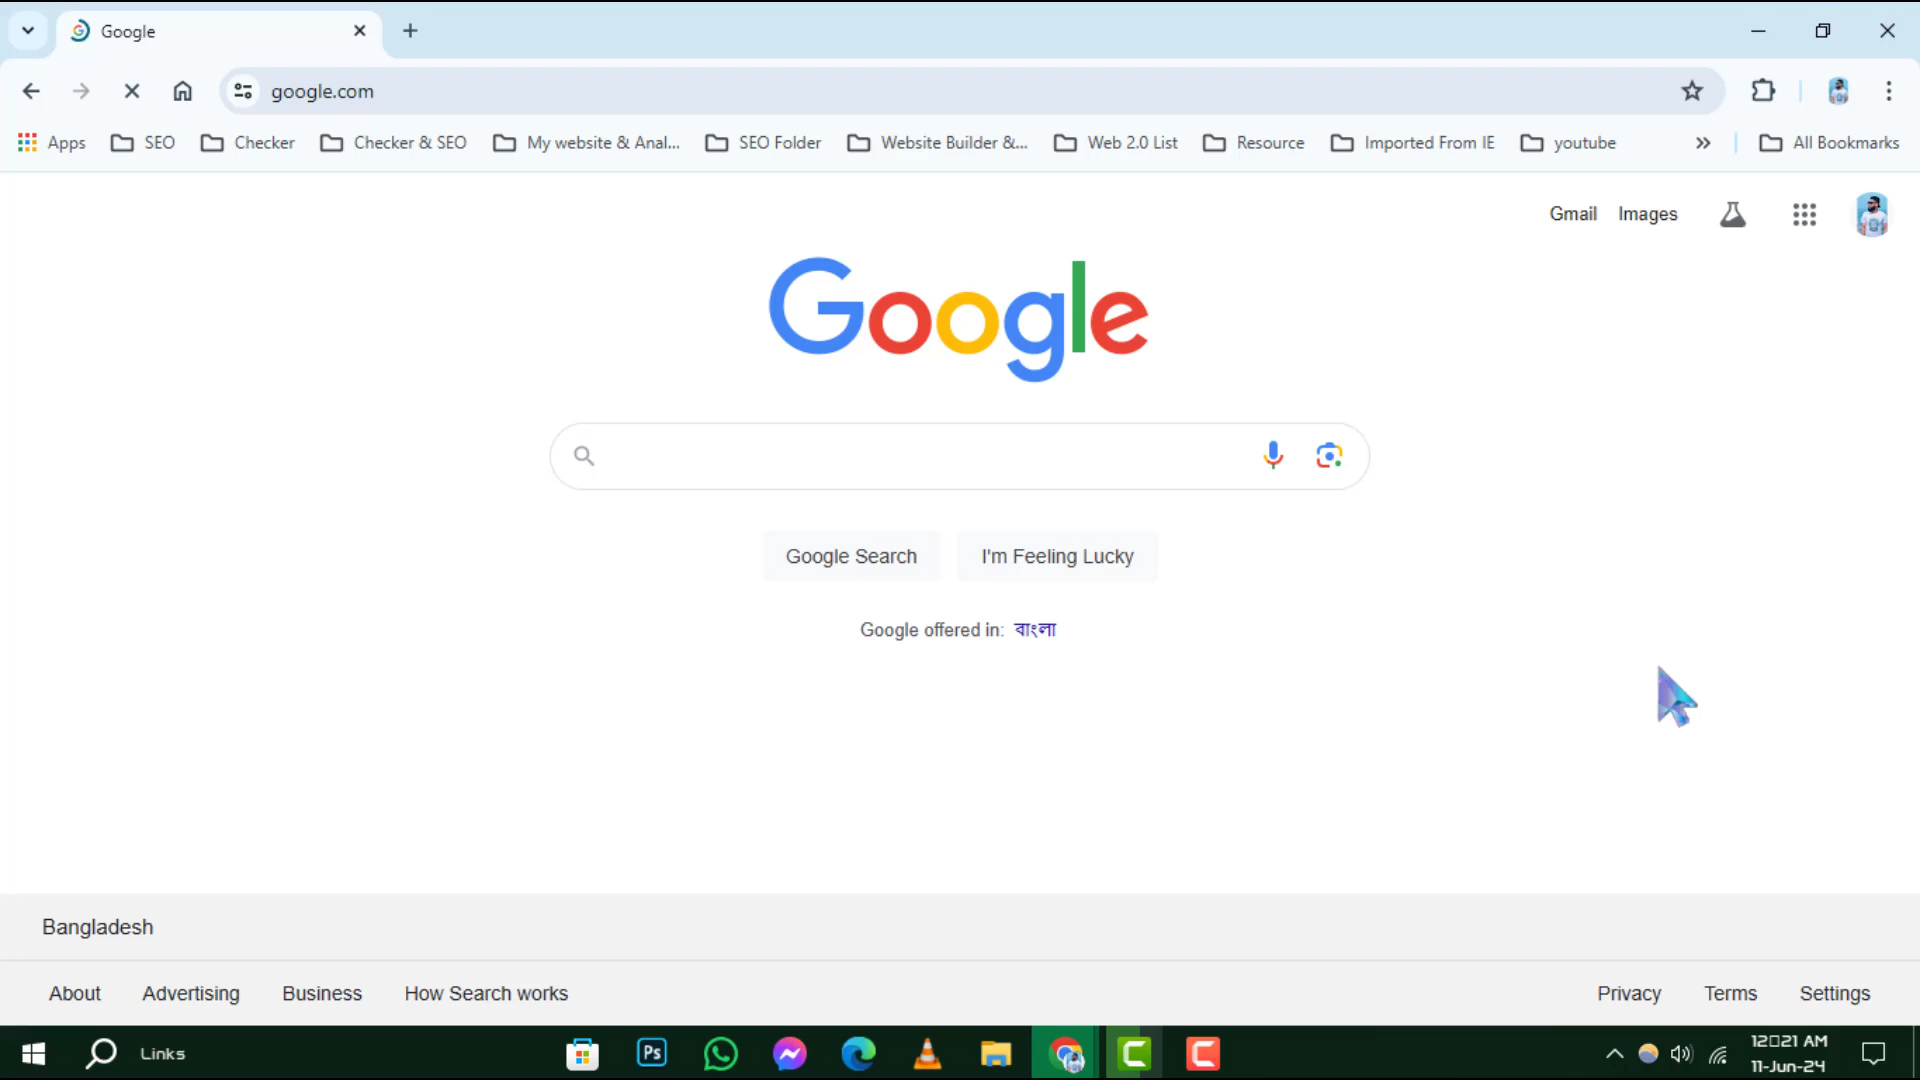 Google
google.com
Apps SEO Checker Checker & SEO My website & Anal... SEO Folder Website Builder &... Web 2.0 List Resource Imported From IE youtube All Bookmarks
Gmail Images
Google
Google Search I'm Feeling Lucky
Google offered in: বাংলা
Bangladesh
About Advertising Business How Search works Privacy Terms Settings
Links Ps 12▯21 AM
11-Jun-24